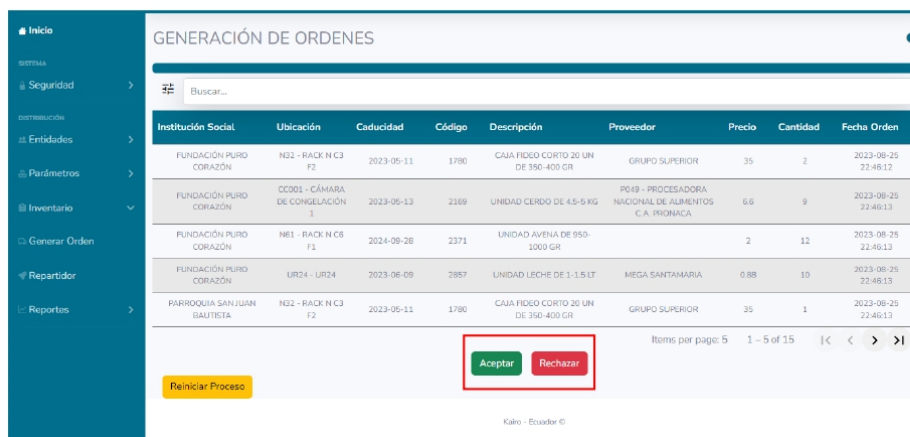 Inicio
GENERACIÓN DE ORDENES
SISTEMA
Seguridad
Buscar...
DISTRIBUCIÓN
Entidades
Parámetros
Inventario
Generar Orden
Repartidor
Reportes
Institución Social Ubicación Caducidad Código Descripción Proveedor Precio Cantidad Fecha Orden
FUNDACIÓN PURO N32 - RACK N C3 CAJA FIDEO CORTO 20 UN 2023-08-25
CORAZÓN F2 2023-05-11 1780 DE 350-400 GR GRUPO SUPERIOR 35 2 22:46:12
CC001 - CÁMARA P049 - PROCESADORA
FUNDACIÓN PURO DE CONGELACIÓN 2023-05-13 2169 UNIDAD CERDO DE 4.5-5 KG NACIONAL DE ALIMENTOS 6.6 9 2023-08-25
CORAZÓN 1 C.A. PRONACA 22:46:13
FUNDACIÓN PURO N61 - RACK N C6 UNIDAD AVENA DE 950- 2023-08-25
CORAZÓN F1 2024-09-28 2371 1000 GR 2 12 22:46:13
FUNDACIÓN PURO 2023-08-25
CORAZÓN UR24 - UR24 2023-06-09 2857 UNIDAD LECHE DE 1-1.5 LT MEGA SANTAMARIA 0.88 10 22:46:13
PARROQUIA SAN JUAN N32 - RACK N C3 CAJA FIDEO CORTO 20 UN 2023-08-25
BAUTISTA F2 2023-05-11 1780 DE 350-400 GR GRUPO SUPERIOR 35 1 22:46:13
Items per page: 5 1 – 5 of 15
Aceptar Rechazar
Reiniciar Proceso
Kairo - Ecuador ©